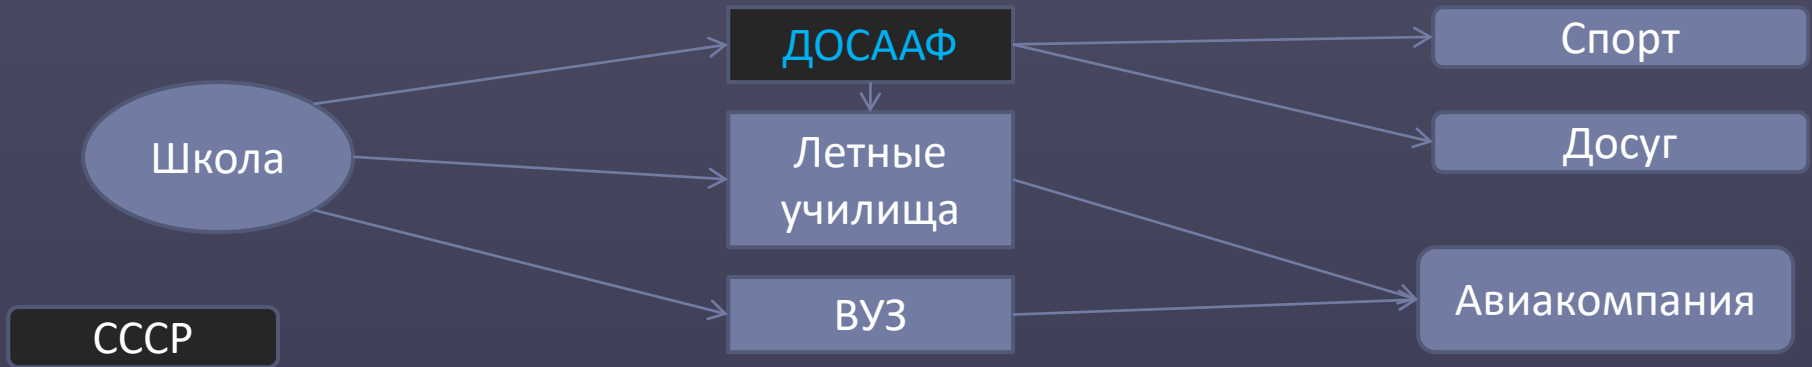 ДОСААФ
Спорт
Школа
Летные
училища
Досуг
ВУЗ
Авиакомпания
СССР